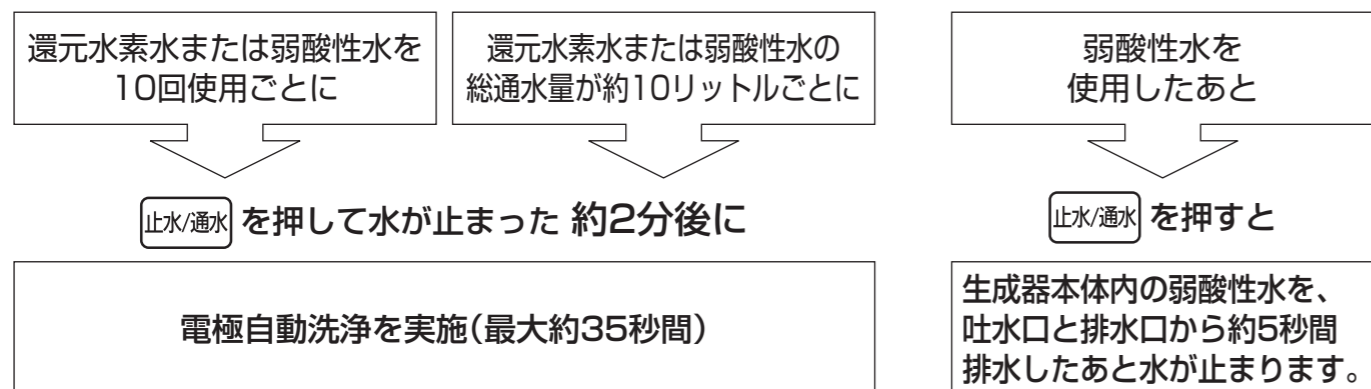 還元水素水または弱酸性水を
10回使用ごとに
還元水素水または弱酸性水の
総通水量が約10リットルごとに
弱酸性水を
使用したあと
止水/通水 を押して水が止まった 約2分後に
止水/通水 を押すと
電極自動洗浄を実施(最大約35秒間)
生成器本体内の弱酸性水を、
吐水口と排水口から約5秒間
排水したあと水が止まります。